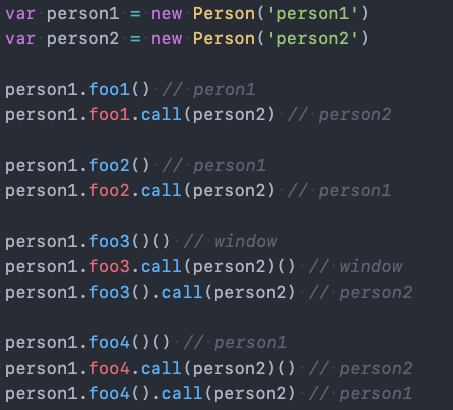 var person1 = new Person('person1')
var person2 = new Person('person2')
person1.foo1() // peron1
person1.foo1.call(person2) // person2
person1.foo2() // person1
person1.foo2.call(person2) // person1
person1.foo3()() // window
person1.foo3.call(person2)() // window
person1.foo3().call(person2) // person2
person1.foo4()() // person1
person1.foo4.call(person2)() // person2
person1.foo4().call(person2) // person1